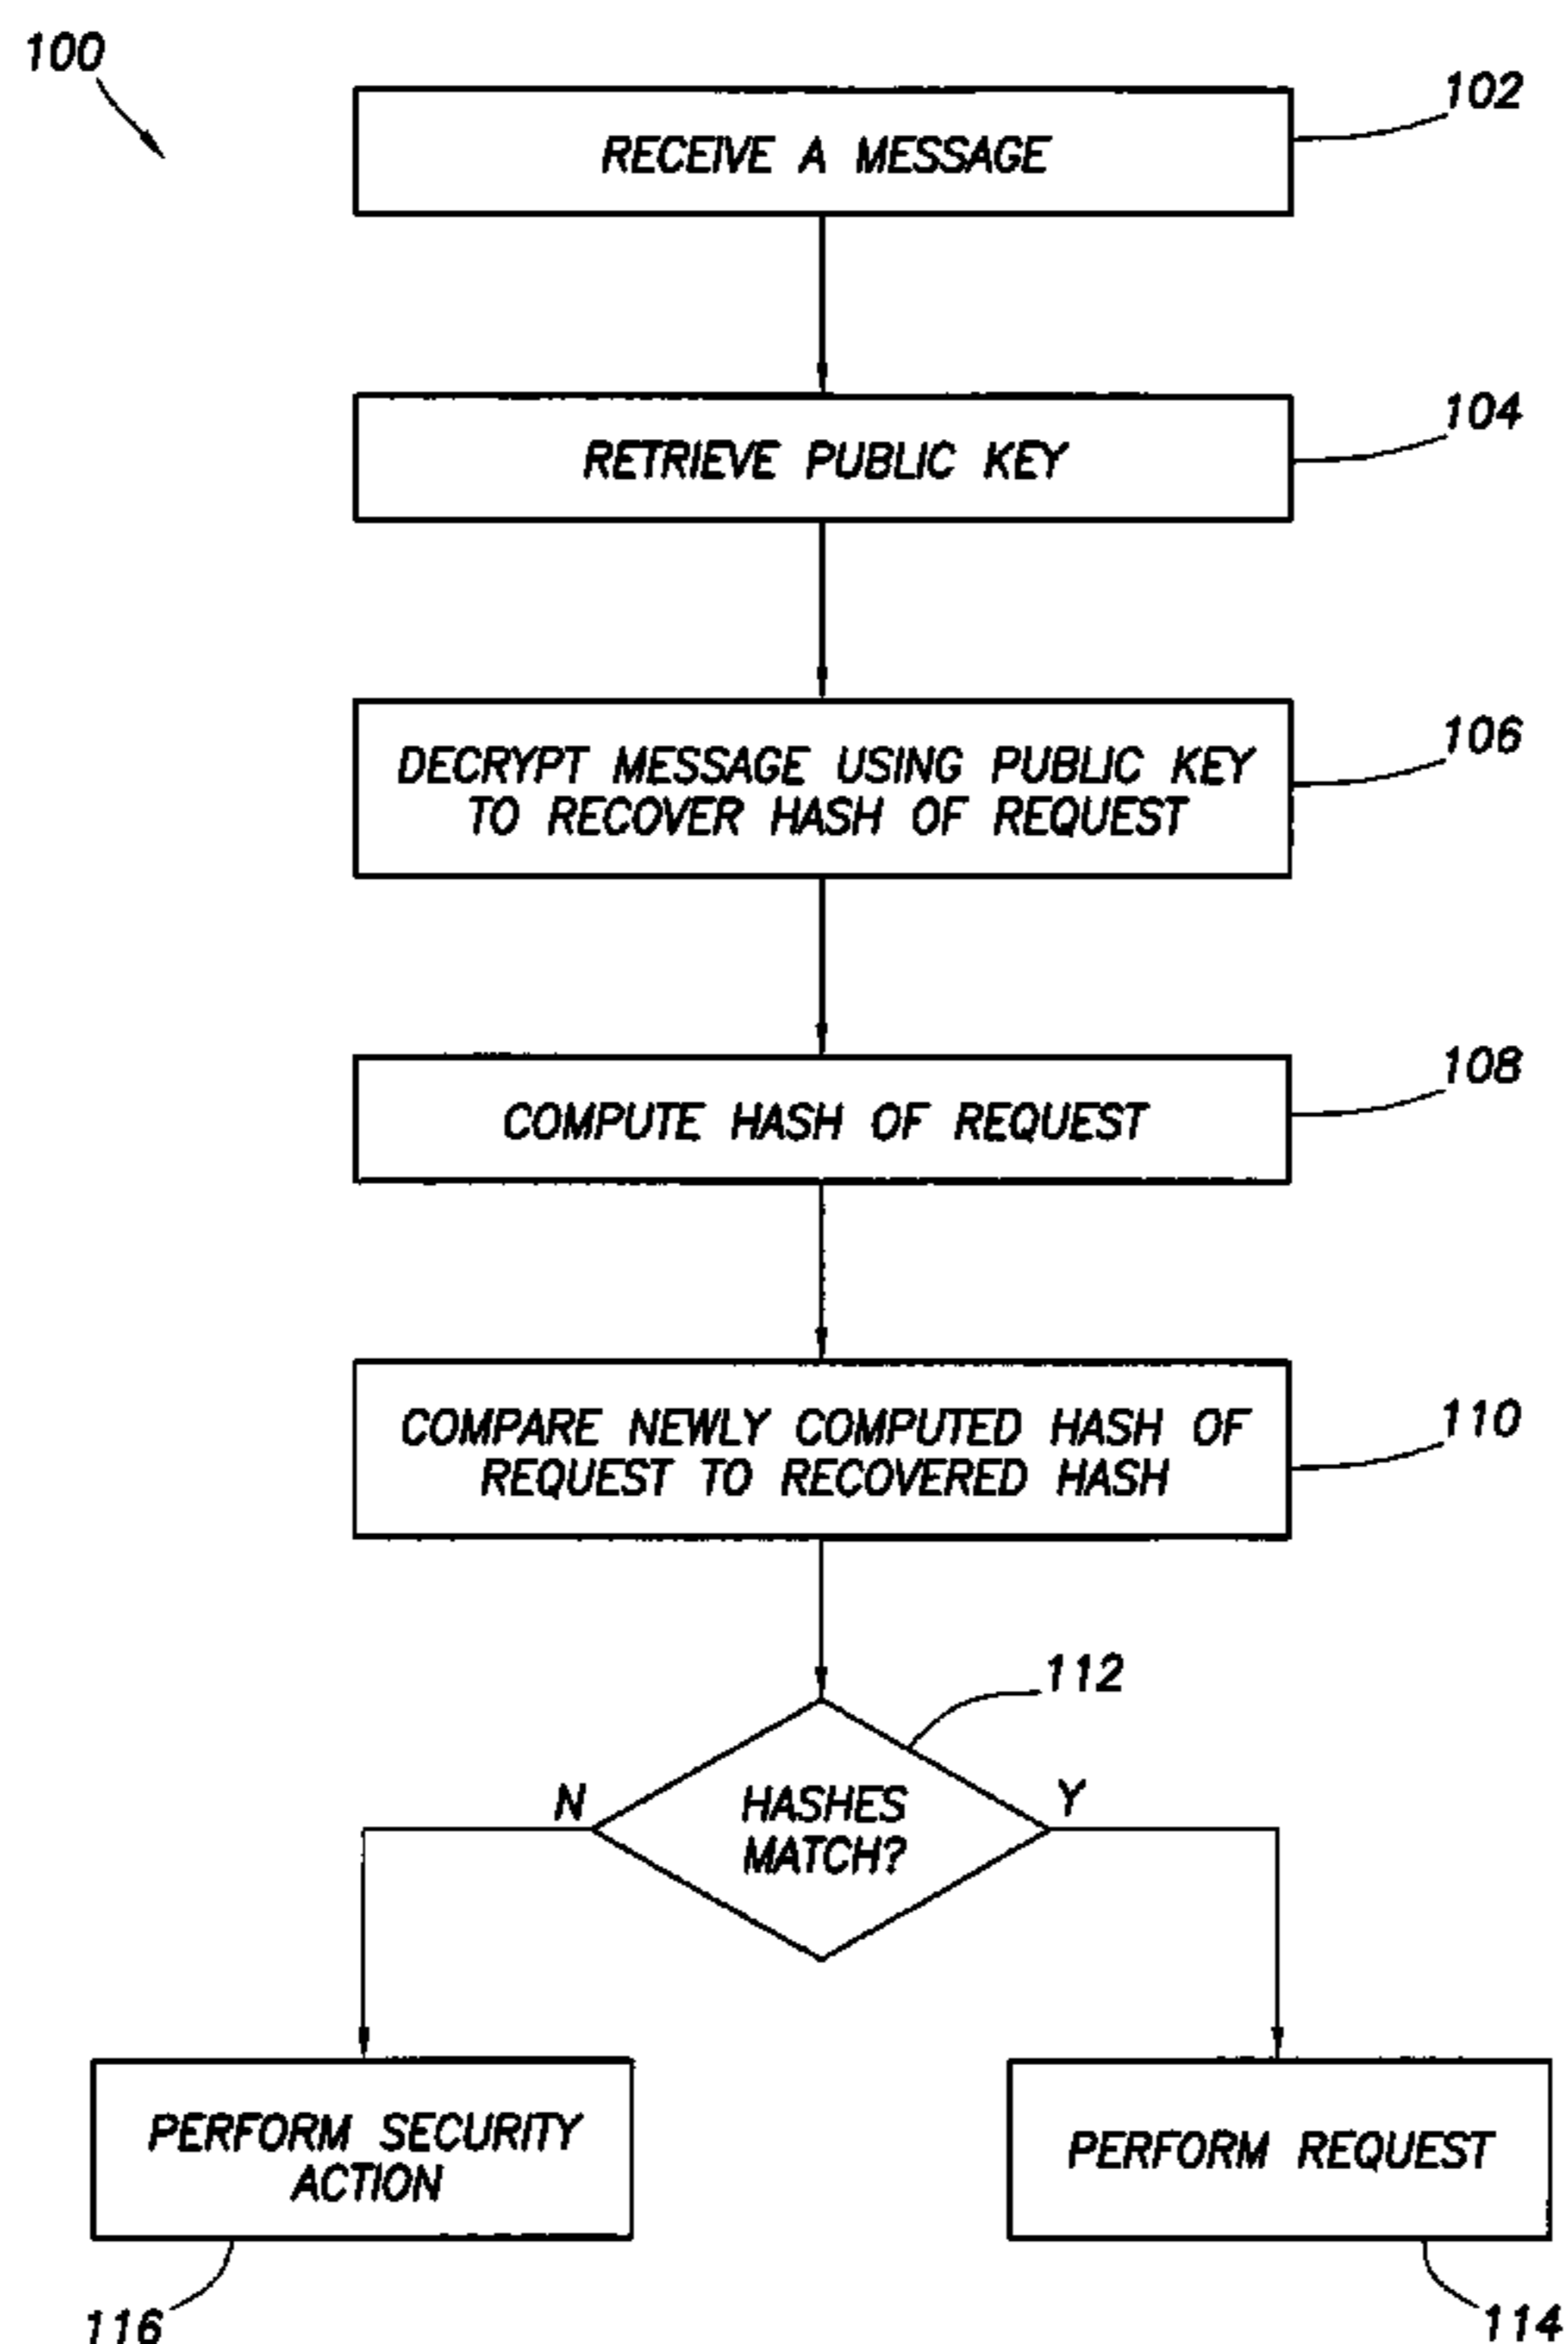 100
102
RECEIVE A MESSAGE
104
RETRIEVE PUBLIC KEY
106
DECRYPT MESSAGE USING PUBLIC KEY
TO RECOVER HASH OF REQUEST
108
COMPUTE HASH OF REQUEST
110
COMPARE NEWLY COMPUTED HASH OF
REQUEST TO RECOVERED HASH
112
N
HASHES
MATCH?
Y
PERFORM SECURITY
ACTION
PERFORM REQUEST
116
114